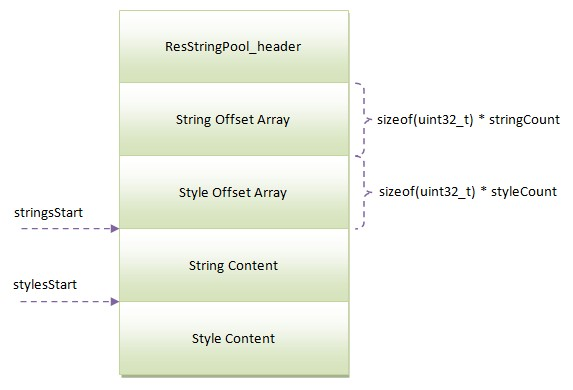 ResStringPool_header
String Offset Array
sizeof(uint32_t) * stringCount
Style Offset Array
sizeof(uint32_t) * styleCount
stringsStart
String Content
stylesStart
Style Content